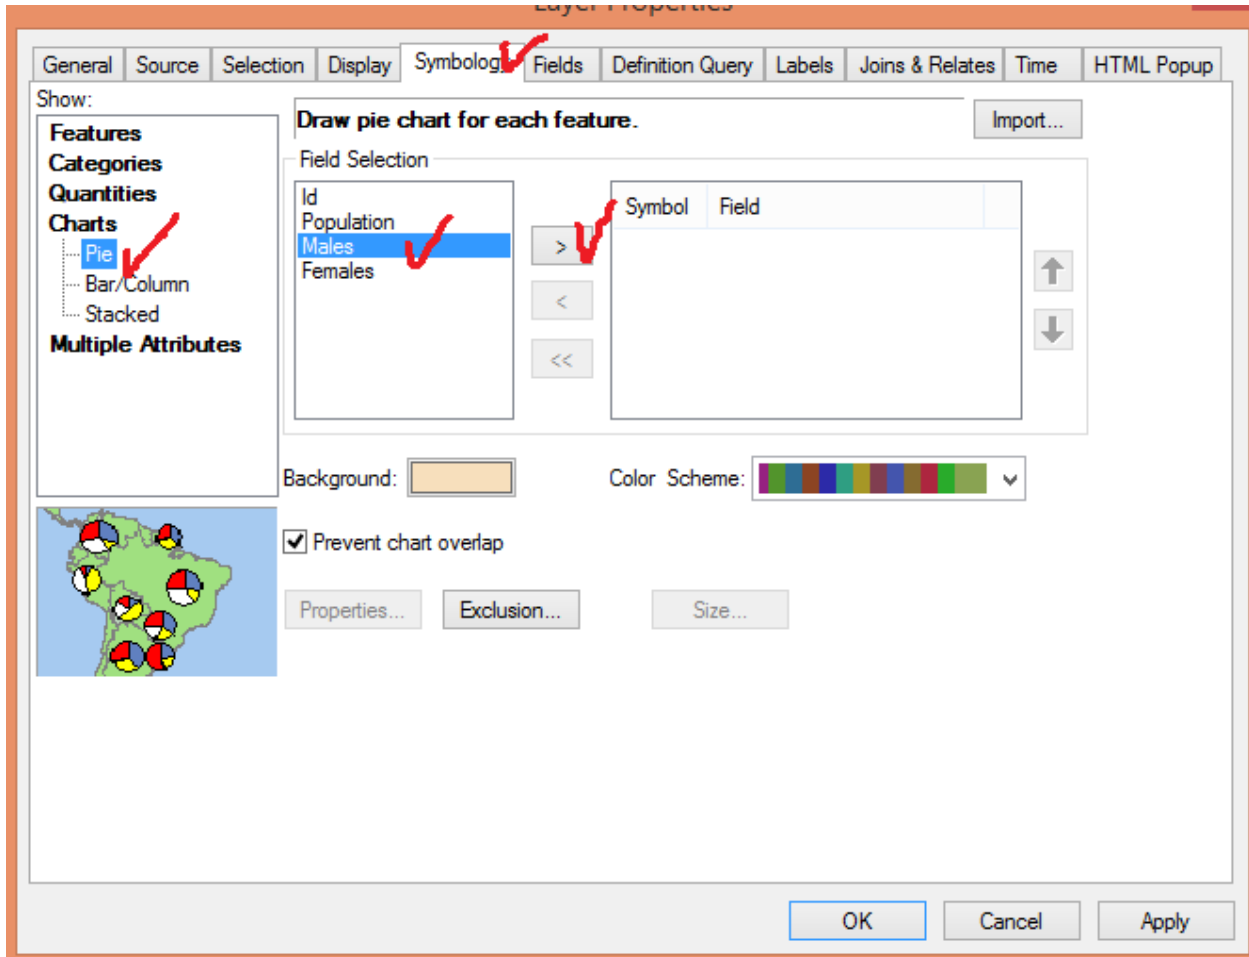 Layer Properties
General Source Selection Display Symbology Fields Definition Query Labels Joins & Relates Time HTML Popup
Show:
Features
Categories
Quantities
Charts
Pie
Bar/Column
Stacked
Multiple Attributes
Draw pie chart for each feature.
Import...
Field Selection
Id
Population
Males
Females
>
<
<<
Symbol Field
Background:
Color Scheme:
Prevent chart overlap
Properties...
Exclusion...
Size...
OK
Cancel
Apply